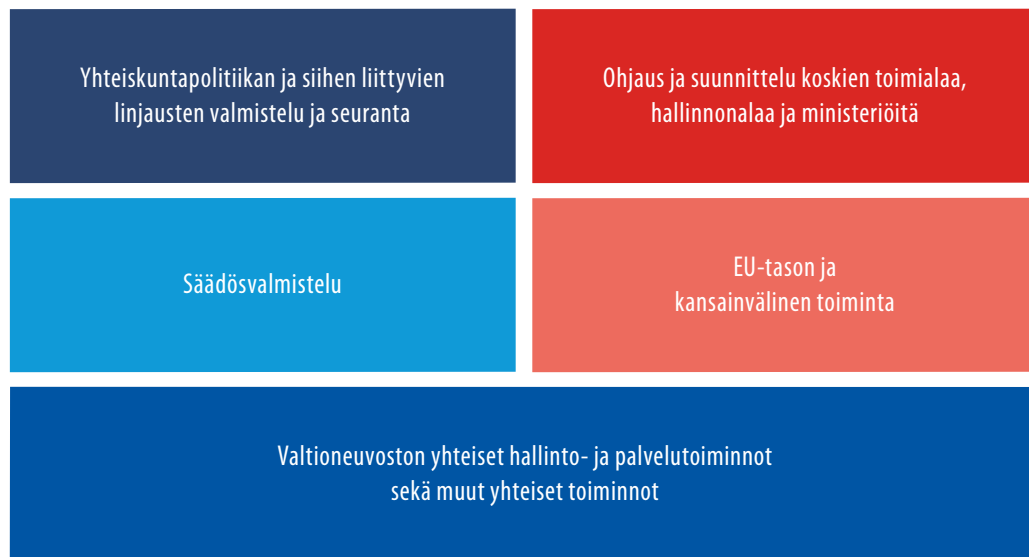 Yhteiskuntapolitiikan ja siihen liittyvien
linjausten valmistelu ja seuranta
Ohjaus ja suunnittelu koskien toimialaa,
hallinnonalaa ja ministeriöitä
Säädösvalmistelu
EU-tason ja
kansainvälinen toiminta
Valtioneuvoston yhteiset hallinto- ja palvelutoiminnot
sekä muut yhteiset toiminnot